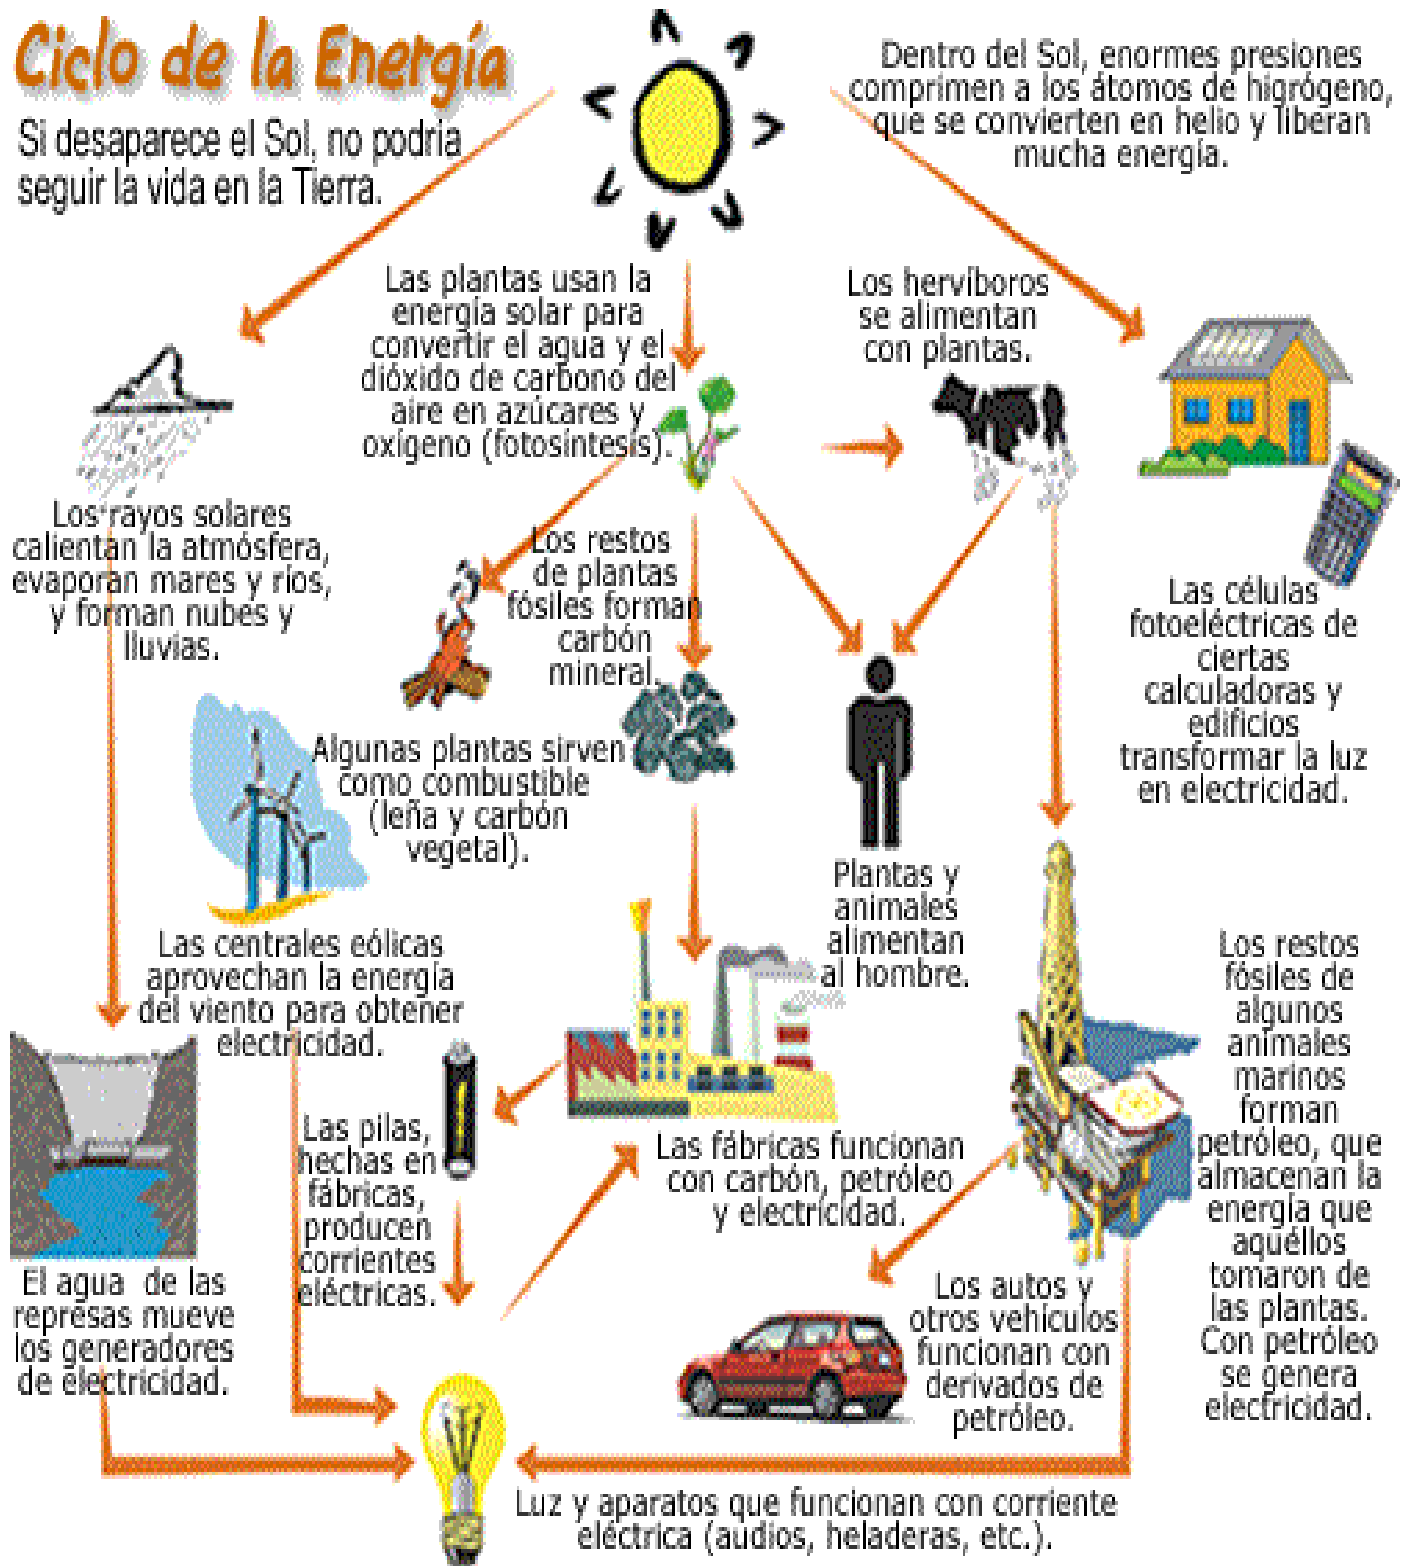 Ciclo de la Energía
Si desaparece el Sol, no podría
seguir la vida en la Tierra.
Dentro del Sol, enormes presiones
comprimen a los átomos de higrógeno,
que se convierten en helio y liberan
mucha energía.
Las plantas usan la
energía solar para
convertir el agua y el
dióxido de carbono del
aire en azúcares y
oxígeno (fotosíntesis).
Los hervíboros
se alimentan
con plantas.
Los rayos solares
calientan la atmósfera,
evaporan mares y ríos,
y forman nubes y
lluvias.
Los restos
de plantas
fósiles forman
carbón
mineral.
Las células
fotoeléctricas de
ciertas
calculadoras y
edificios
transformar la luz
en electricidad.
Algunas plantas sirven
como combustible
(leña y carbón
vegetal).
Plantas y
animales
alimentan
al hombre.
Las centrales eólicas
aprovechan la energía
del viento para obtener
electricidad.
Los restos
fósiles de
algunos
animales
marinos
forman
petróleo, que
almacenan la
energía que
aquéllos
tomaron de
las plantas.
Con petróleo
se genera
electricidad.
Las pilas,
hechas en
fábricas,
producen
corrientes
eléctricas.
Las fábricas funcionan
con carbón, petróleo
y electricidad.
El agua de las
represas mueve
los generadores
de electricidad.
Los autos y
otros vehículos
funcionan con
derivados de
petróleo.
Luz y aparatos que funcionan con corriente
eléctrica (audios, heladeras, etc.).